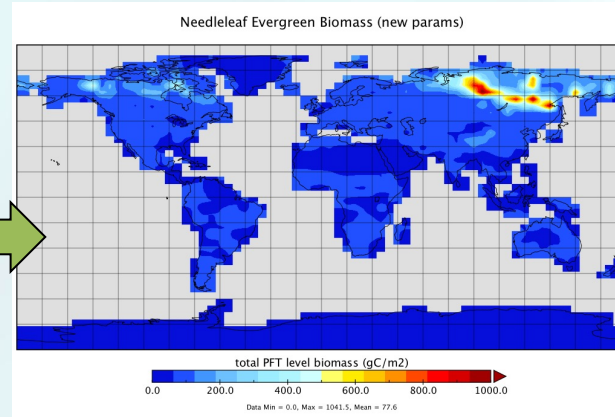 Needleleaf Evergreen Biomass (new params)
total PFT level biomass (gC/m2)
0.0 200.0 400.0 600.0 800.0 1000.0
Data Min = 0.0, Max = 1041.5, Mean = 77.6